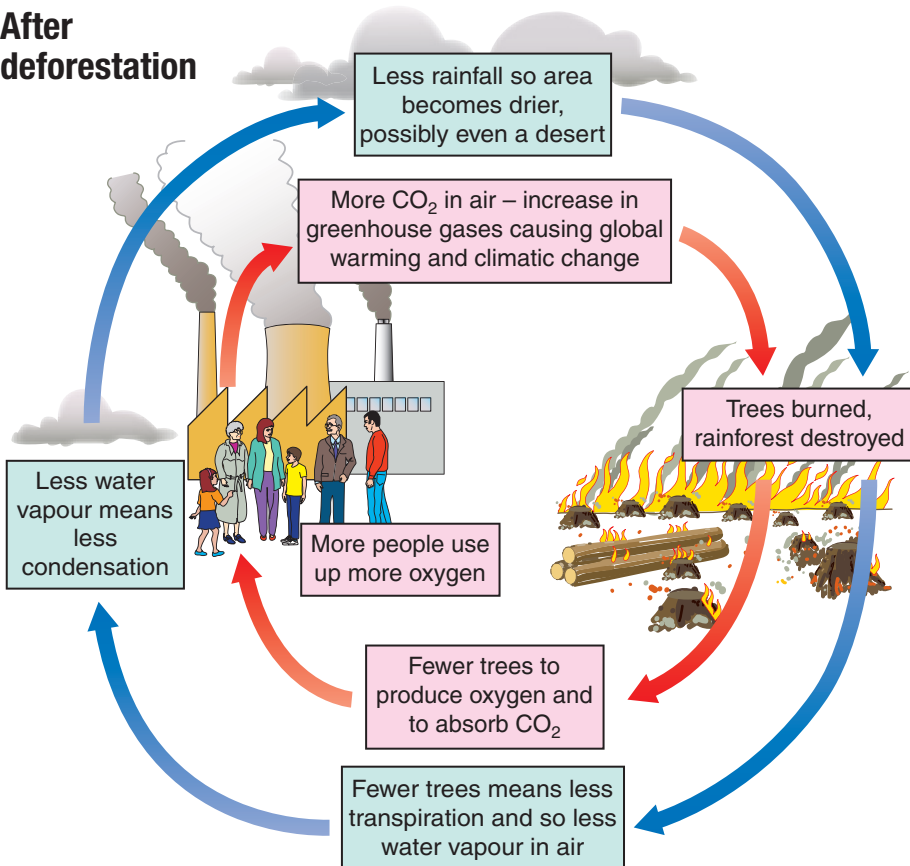 After
deforestation
Less rainfall so area
becomes drier,
possibly even a desert
More CO₂ in air – increase in
greenhouse gases causing global
warming and climatic change
Trees burned,
rainforest destroyed
Less water
vapour means
less
condensation
More people use
up more oxygen
Fewer trees to
produce oxygen and
to absorb CO₂
Fewer trees means less
transpiration and so less
water vapour in air